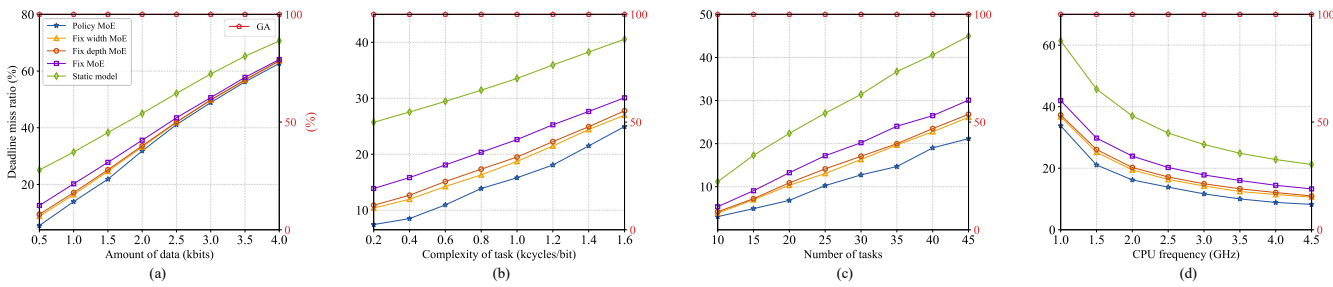 Deadline miss ratio (%)
80
60
40
20
Policy MoE
Fix width MoE
Fix depth MoE
Fix MoE
Static model
GA
100
50
0
(%)
0.5 1.0 1.5 2.0 2.5 3.0 3.5 4.0
Amount of data (kbits)
(a)
40
30
20
10
100
50
0
0.2 0.4 0.6 0.8 1.0 1.2 1.4 1.6
Complexity of task (kcycles/bit)
(b)
50
40
30
20
10
100
50
0
10 15 20 25 30 35 40 45
Number of tasks
(c)
60
40
20
0
100
50
0
1.0 1.5 2.0 2.5 3.0 3.5 4.0 4.5
CPU frequency (GHz)
(d)